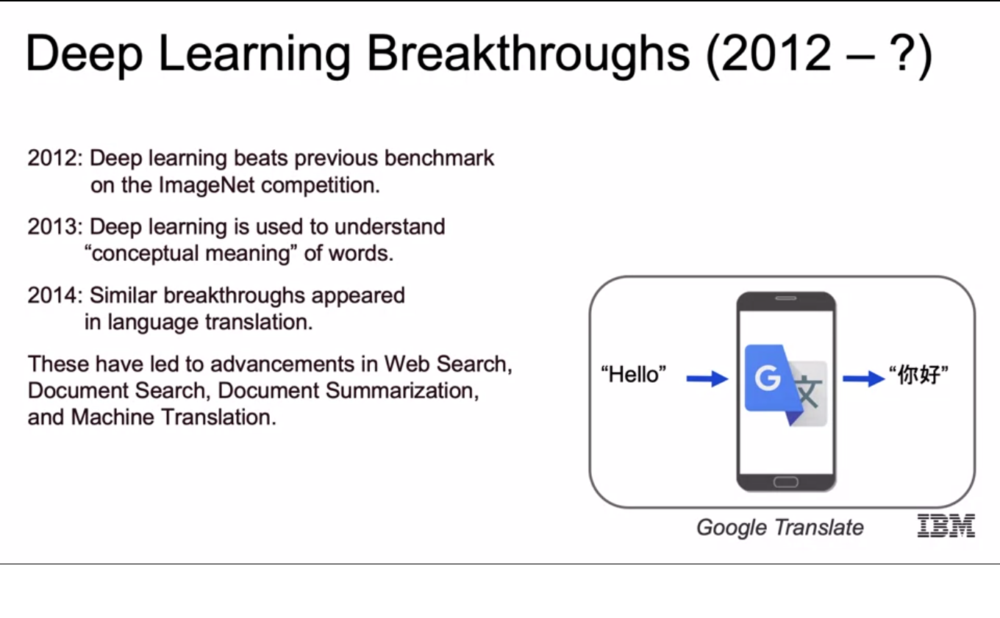 Deep Learning Breakthroughs (2012 – ?)
2012: Deep learning beats previous benchmark
on the ImageNet competition.
2013: Deep learning is used to understand
“conceptual meaning” of words.
2014: Similar breakthroughs appeared
in language translation.
These have led to advancements in Web Search,
Document Search, Document Summarization,
and Machine Translation.
“Hello”
G
文
“你好”
Google Translate
IBM